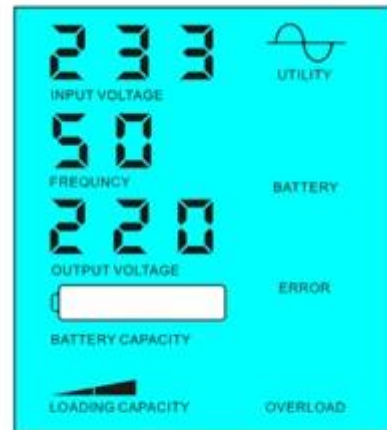 233
UTILITY
INPUT VOLTAGE
50
FREQUNCY
BATTERY
220
OUTPUT VOLTAGE
ERROR
BATTERY CAPACITY
LOADING CAPACITY
OVERLOAD